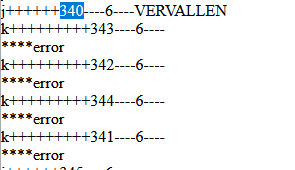 j++++++340----6----VERVALLEN
k+++++++++343----6----
****error
k+++++++++342----6----
****error
k+++++++++344----6----
****error
k+++++++++341----6----
****error